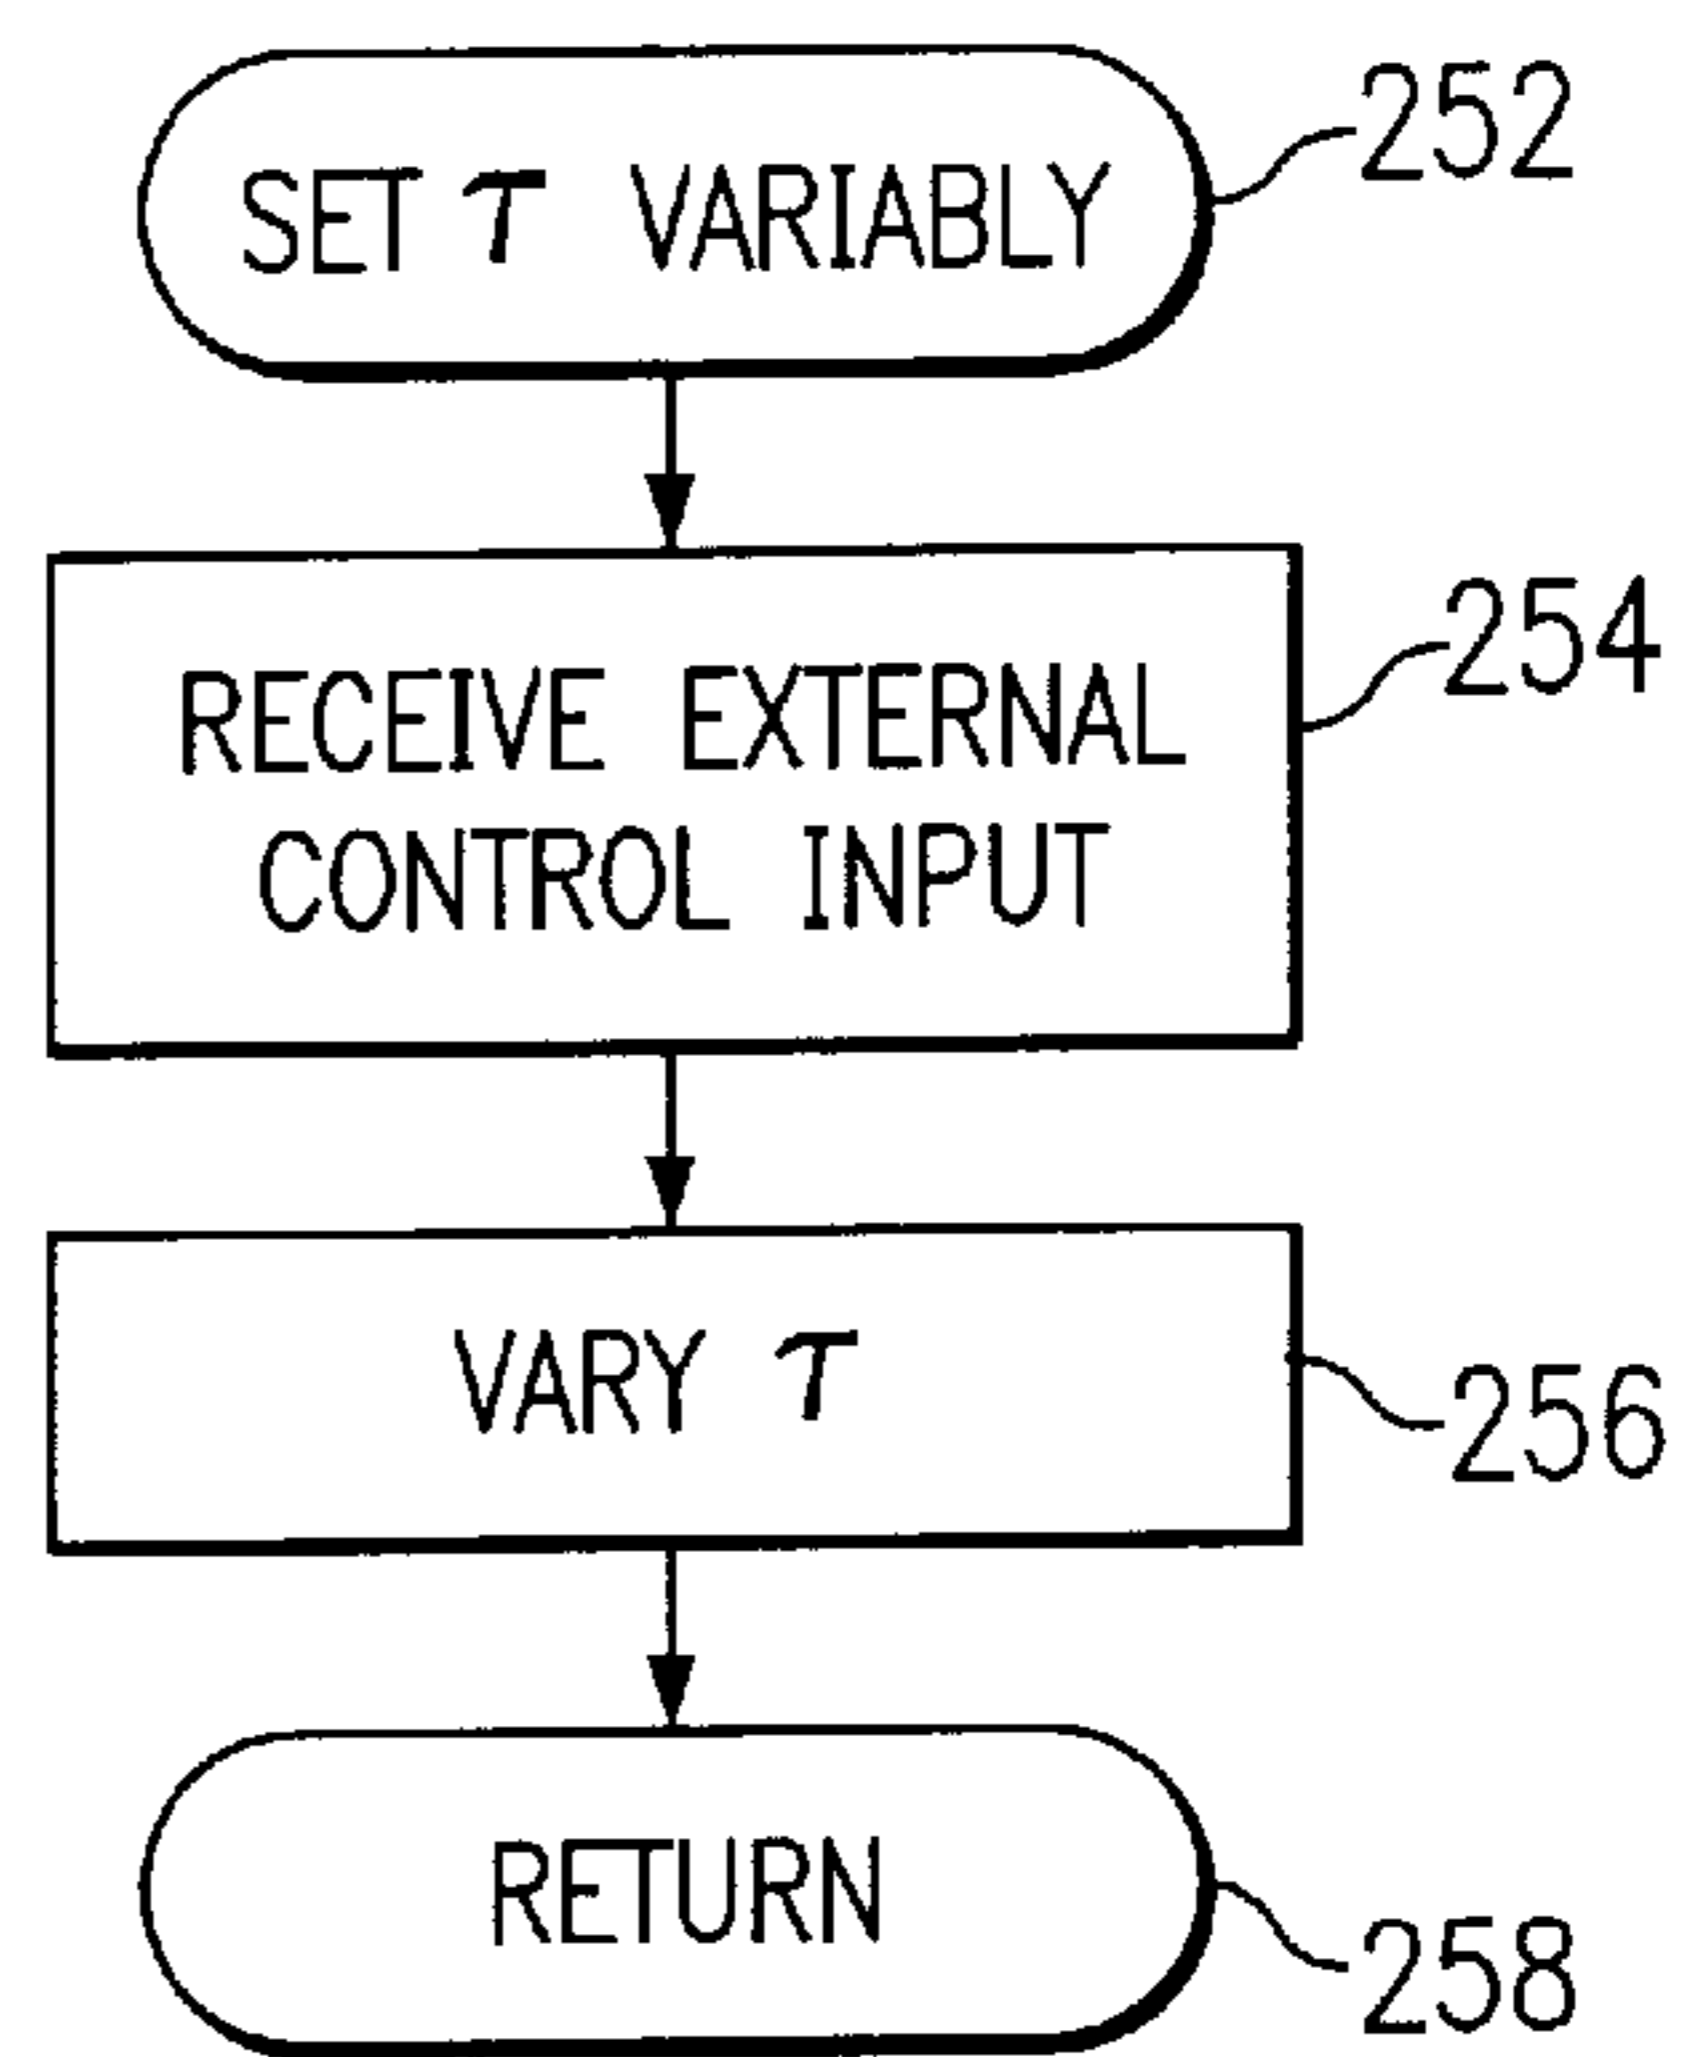 SET τ VARIABLY
252
RECEIVE EXTERNAL
CONTROL INPUT
254
VARY τ
256
RETURN
258